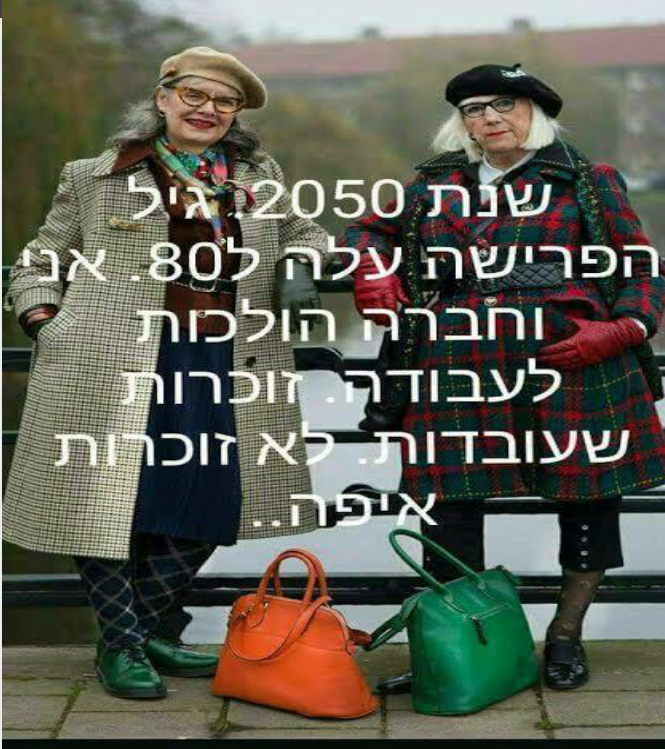 שנת 2050. גיל
הפרישה עלה ל80. אני
וחברה הולכות
לעבודה. זוכרות
שעובדות. לא זוכרות
איפה..